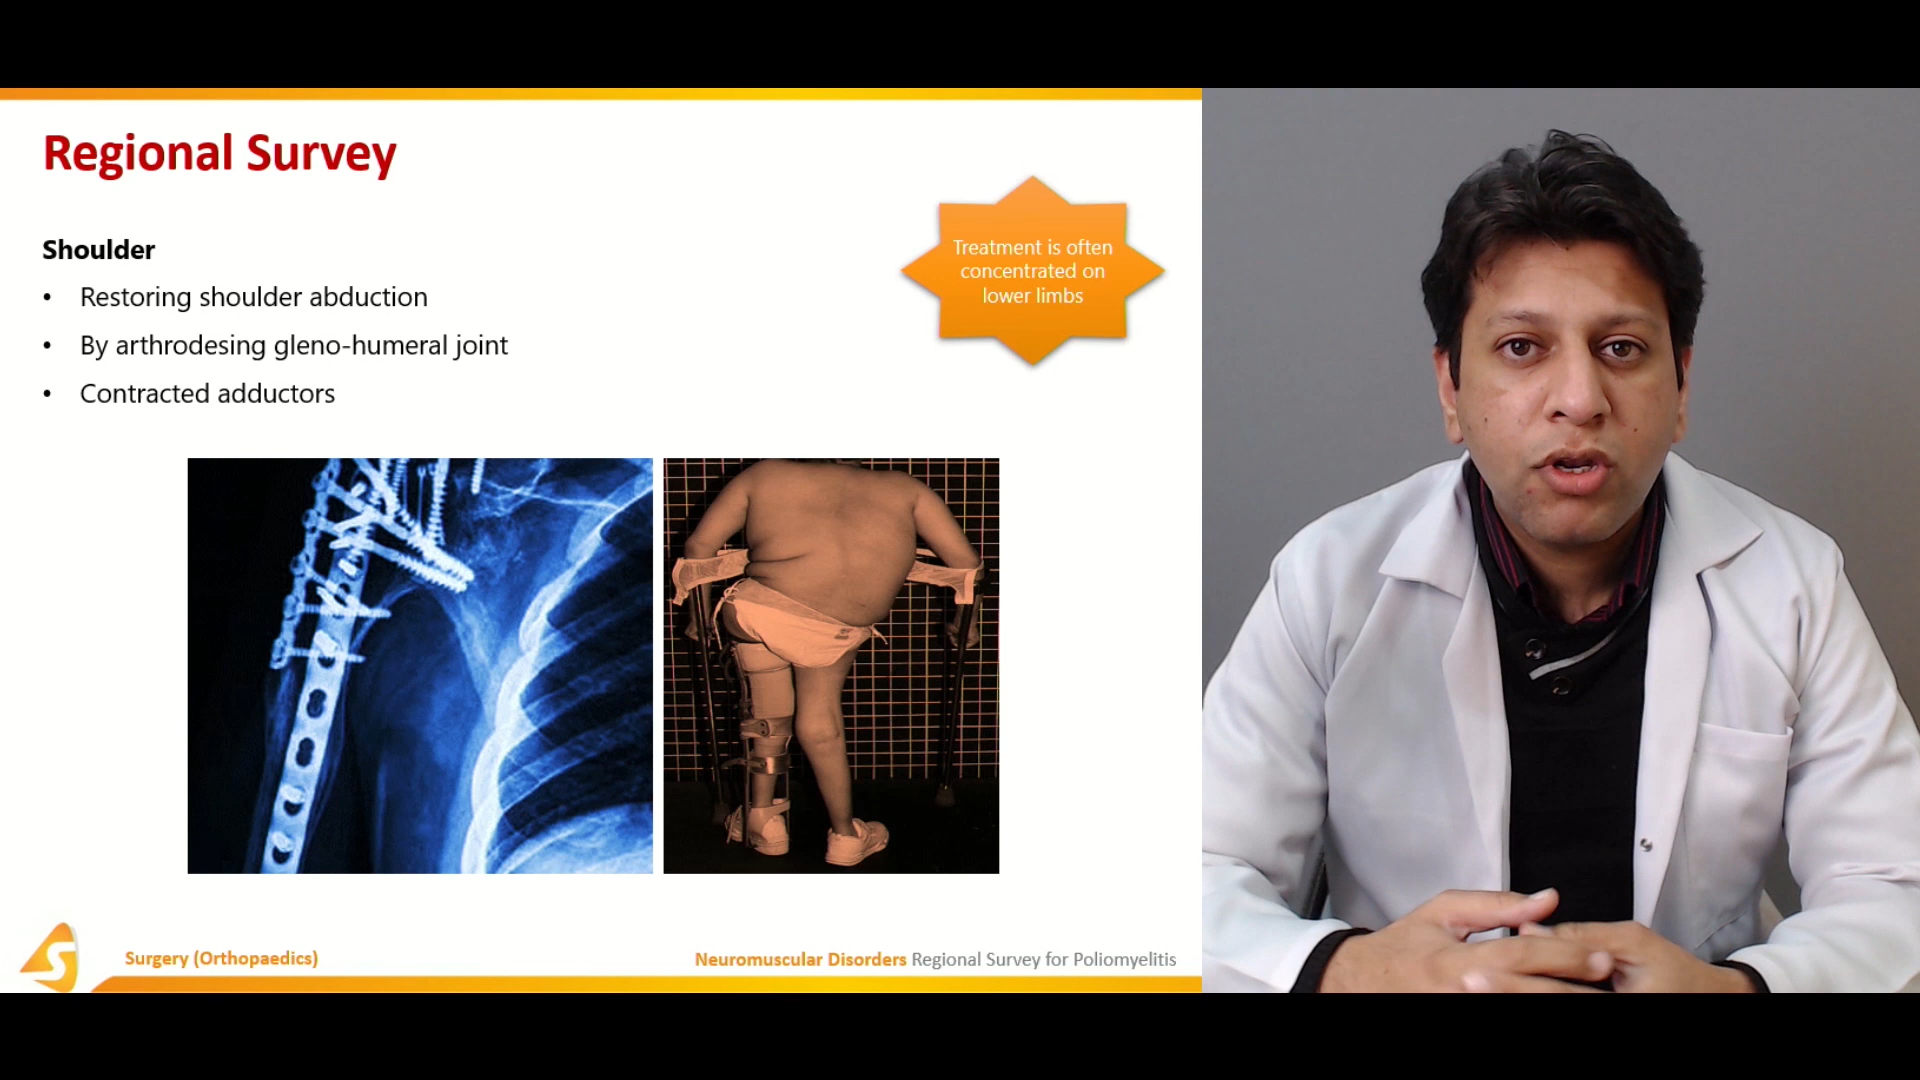 Regional Survey
Shoulder
• Restoring shoulder abduction
• By arthrodesing gleno-humeral joint
• Contracted adductors
Treatment is often
concentrated on
lower limbs
Surgery (Orthopaedics)
Neuromuscular Disorders Regional Survey for Poliomyelitis